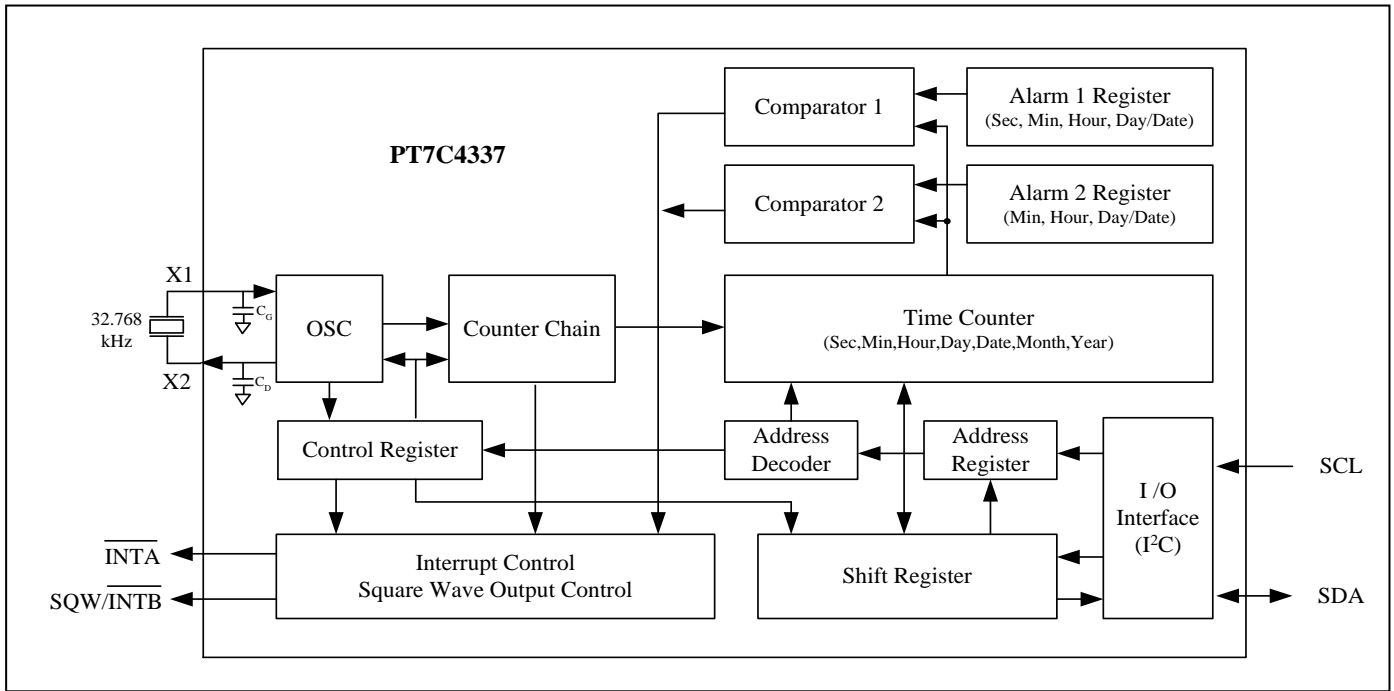 PT7C4337
Comparator 1
Alarm 1 Register
(Sec, Min, Hour, Day/Date)
Comparator 2
Alarm 2 Register
(Min, Hour, Day/Date)
X1
32.768
kHz
X2
CG
CD
OSC
Counter Chain
Time Counter
(Sec,Min,Hour,Day,Date,Month,Year)
Control Register
Address
Decoder
Address
Register
I /O
Interface
(I²C)
SCL
SDA
INTA
SQW/INTB
Interrupt Control
Square Wave Output Control
Shift Register